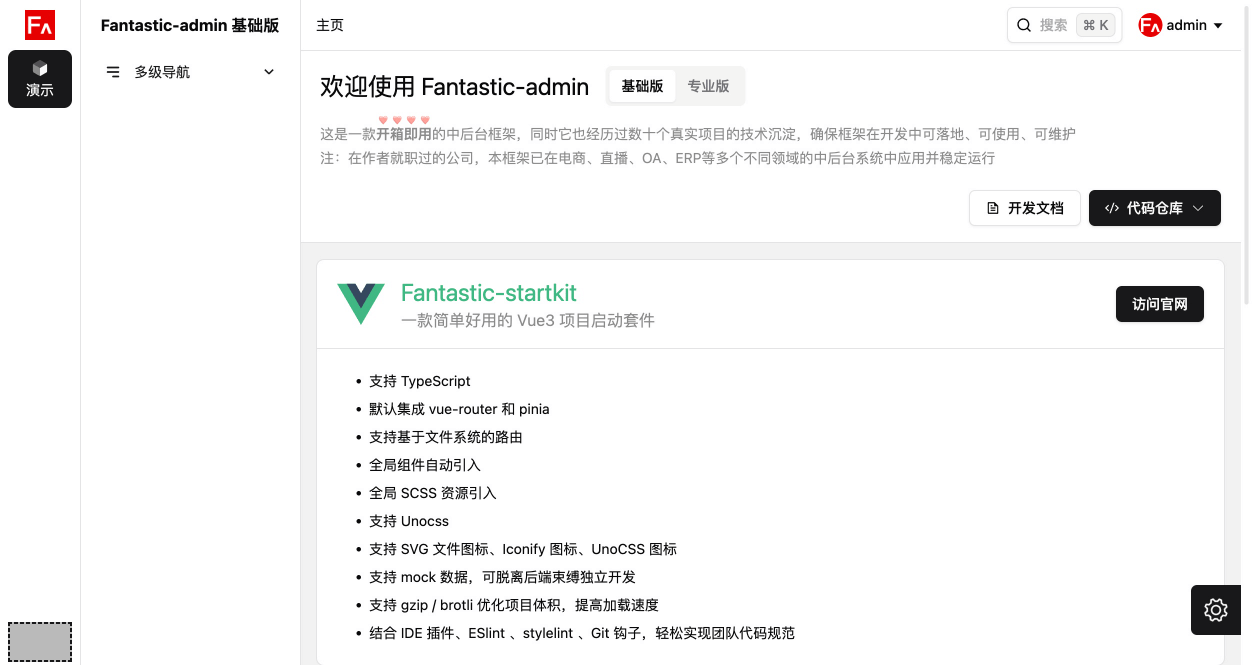 演示
Fantastic-admin 基础版
多级导航
主页
搜索 ⌘ K
admin
欢迎使用 Fantastic-admin
基础版 专业版
这是一款开箱即用的中后台框架，同时它也经历过数十个真实项目的技术沉淀，确保框架在开发中可落地、可使用、可维护
注：在作者就职过的公司，本框架已在电商、直播、OA、ERP等多个不同领域的中后台系统中应用并稳定运行
开发文档
代码仓库
Fantastic-startkit
一款简单好用的 Vue3 项目启动套件
访问官网
• 支持 TypeScript
• 默认集成 vue-router 和 pinia
• 支持基于文件系统的路由
• 全局组件自动引入
• 全局 SCSS 资源引入
• 支持 Unocss
• 支持 SVG 文件图标、Iconify 图标、UnoCSS 图标
• 支持 mock 数据，可脱离后端束缚独立开发
• 支持 gzip / brotli 优化项目体积，提高加载速度
• 结合 IDE 插件、ESlint 、stylelint 、Git 钩子，轻松实现团队代码规范